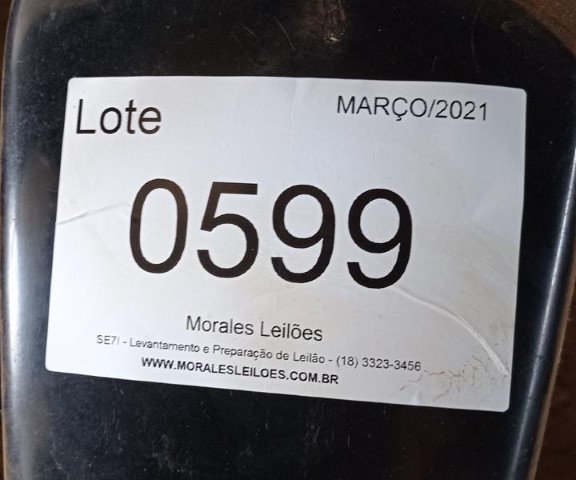 Lote MARÇO/2021
0599
Morales Leilões
SE7I - Levantamento e Preparação de Leilão - (18) 3323-3456
WWW.MORALESLEILOES.COM.BR